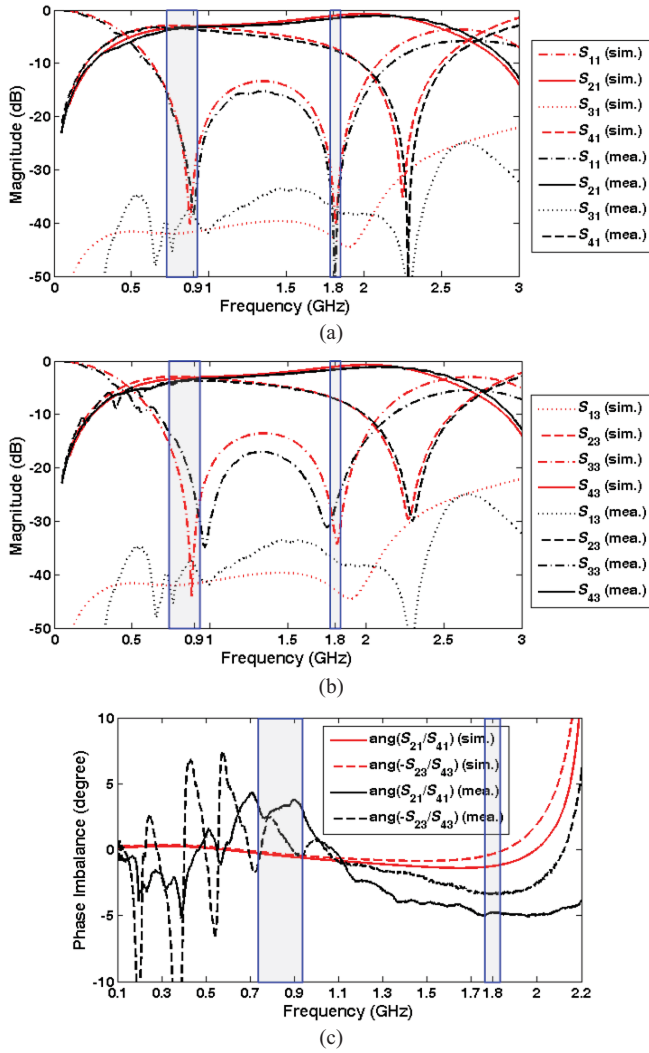 0
-10
-20
-30
-40
-50
Magnitude (dB)
0 0.5 0.9 1 1.5 1.8 2 2.5 3
Frequency (GHz)
S11 (sim.)
S21 (sim.)
S31 (sim.)
S41 (sim.)
S11 (mea.)
S21 (mea.)
S31 (mea.)
S41 (mea.)
(a)
0
-10
-20
-30
-40
-50
Magnitude (dB)
0 0.5 0.9 1 1.5 1.8 2 2.5 3
Frequency (GHz)
S13 (sim.)
S23 (sim.)
S33 (sim.)
S43 (sim.)
S13 (mea.)
S23 (mea.)
S33 (mea.)
S43 (mea.)
(b)
10
5
0
-5
-10
Phase Imbalance (degree)
ang(S21/S41) (sim.)
ang(-S23/S43) (sim.)
ang(S21/S41) (mea.)
ang(-S23/S43) (mea.)
0.1 0.3 0.5 0.7 0.9 1.1 1.3 1.5 1.7 1.8 2 2.2
Frequency (GHz)
(c)